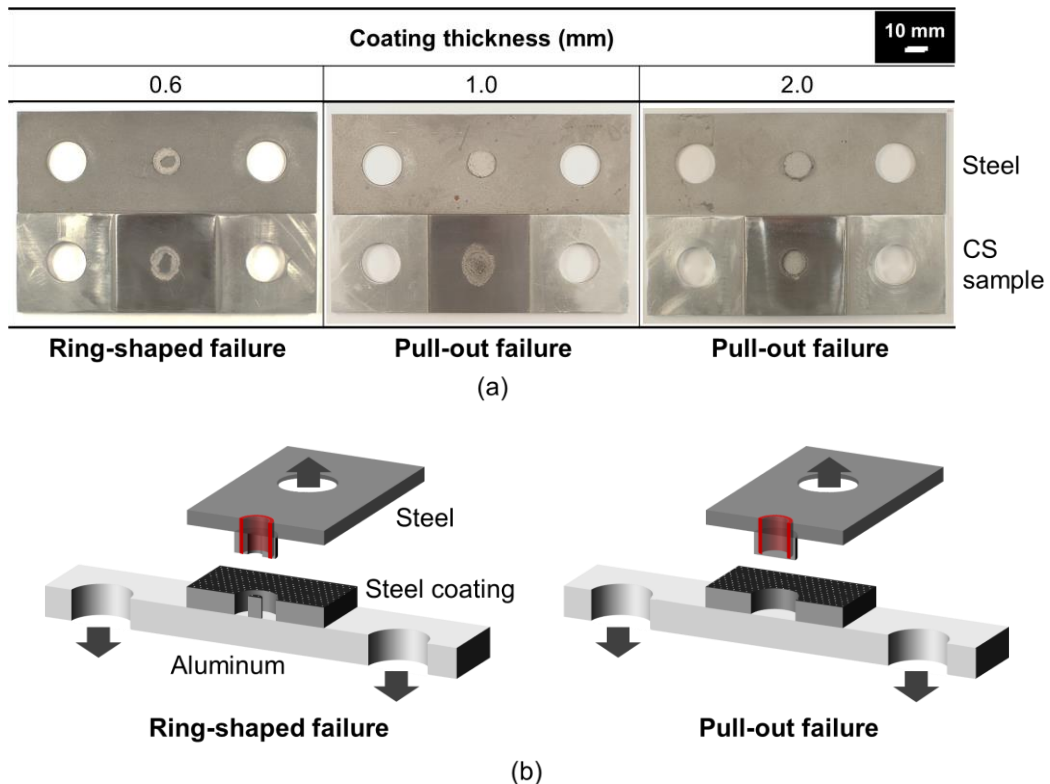 Coating thickness (mm)
10 mm
0.6 1.0 2.0
Steel
CS
sample
Ring-shaped failure Pull-out failure Pull-out failure
(a)
Steel
Steel coating
Aluminum
Ring-shaped failure Pull-out failure
(b)